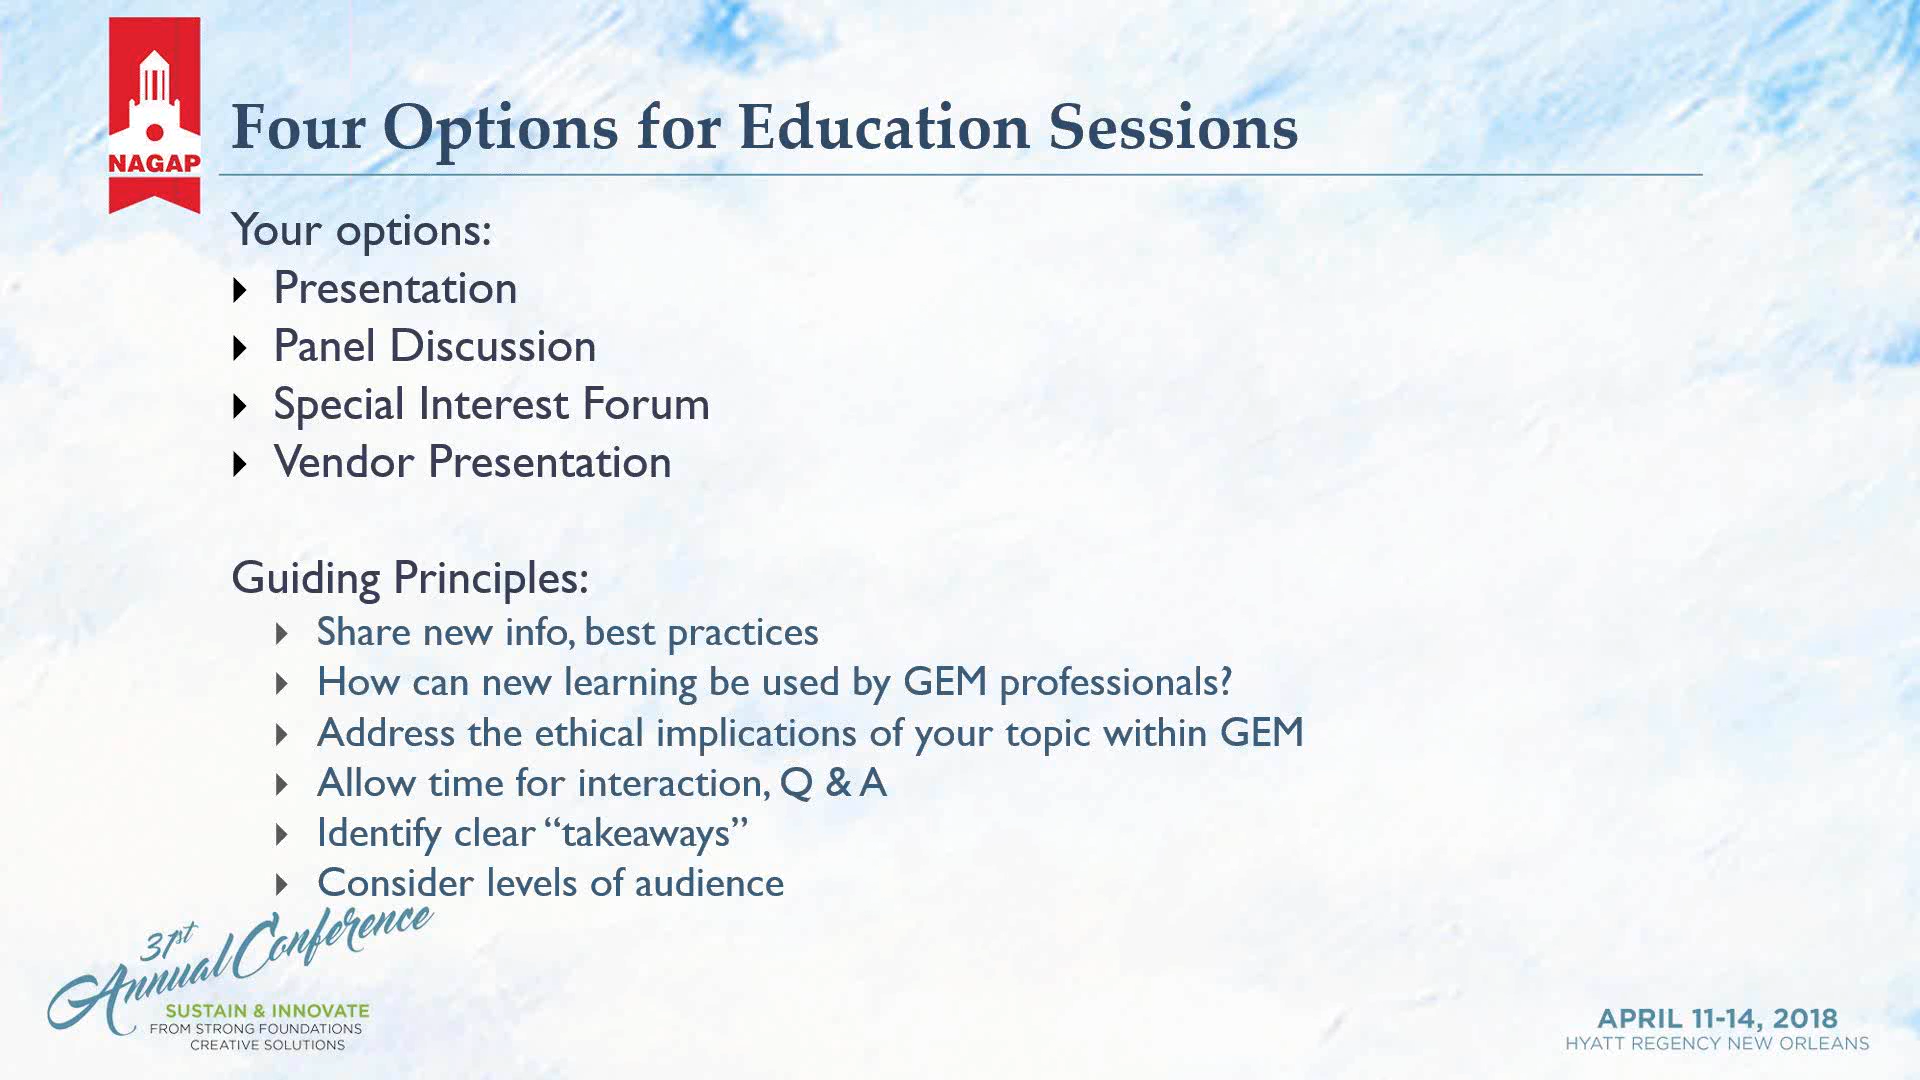 NAGAP
Four Options for Education Sessions
Your options:
Presentation
Panel Discussion
Special Interest Forum
Vendor Presentation
Guiding Principles:
Share new info, best practices
How can new learning be used by GEM professionals?
Address the ethical implications of your topic within GEM
Allow time for interaction, Q & A
Identify clear “takeaways”
Consider levels of audience
31st
Annual Conference
SUSTAIN & INNOVATE
FROM STRONG FOUNDATIONS
CREATIVE SOLUTIONS
APRIL 11-14, 2018
HYATT REGENCY NEW ORLEANS